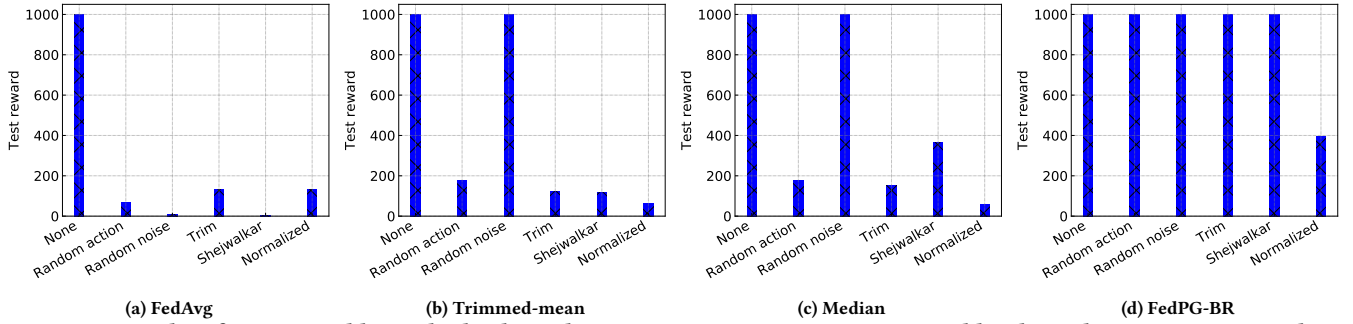 1000
800
600
400
200
0
Test reward
None
Random action
Random noise
Trim
Shejwalkar
Normalized
(a) FedAvg
1000
800
600
400
200
0
Test reward
None
Random action
Random noise
Trim
Shejwalkar
Normalized
(b) Trimmed-mean
1000
800
600
400
200
0
Test reward
None
Random action
Random noise
Trim
Shejwalkar
Normalized
(c) Median
1000
800
600
400
200
0
Test reward
None
Random action
Random noise
Trim
Shejwalkar
Normalized
(d) FedPG-BR